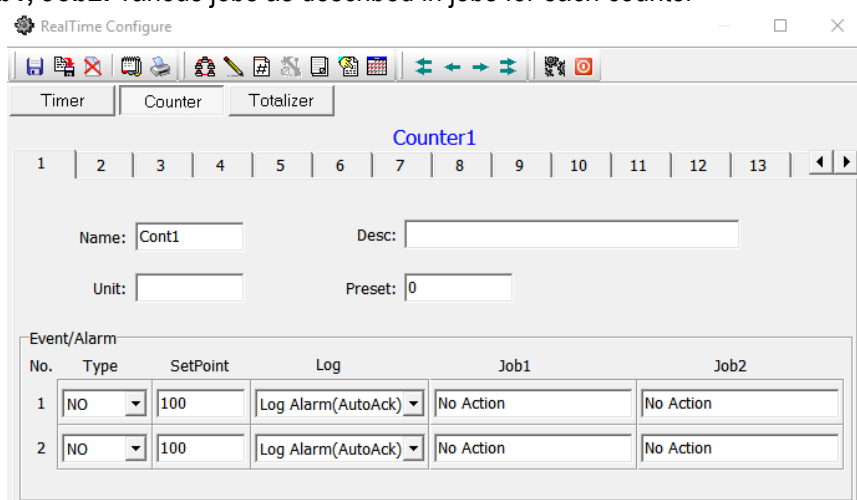 RealTime Configure
Timer Counter Totalizer
Counter1
1 2 3 4 5 6 7 8 9 10 11 12 13
Name: Cont1 Desc:
Unit: Preset: 0
Event/Alarm
No. Type SetPoint Log Job1 Job2
1 NO 100 Log Alarm(AutoAck) No Action No Action
2 NO 100 Log Alarm(AutoAck) No Action No Action